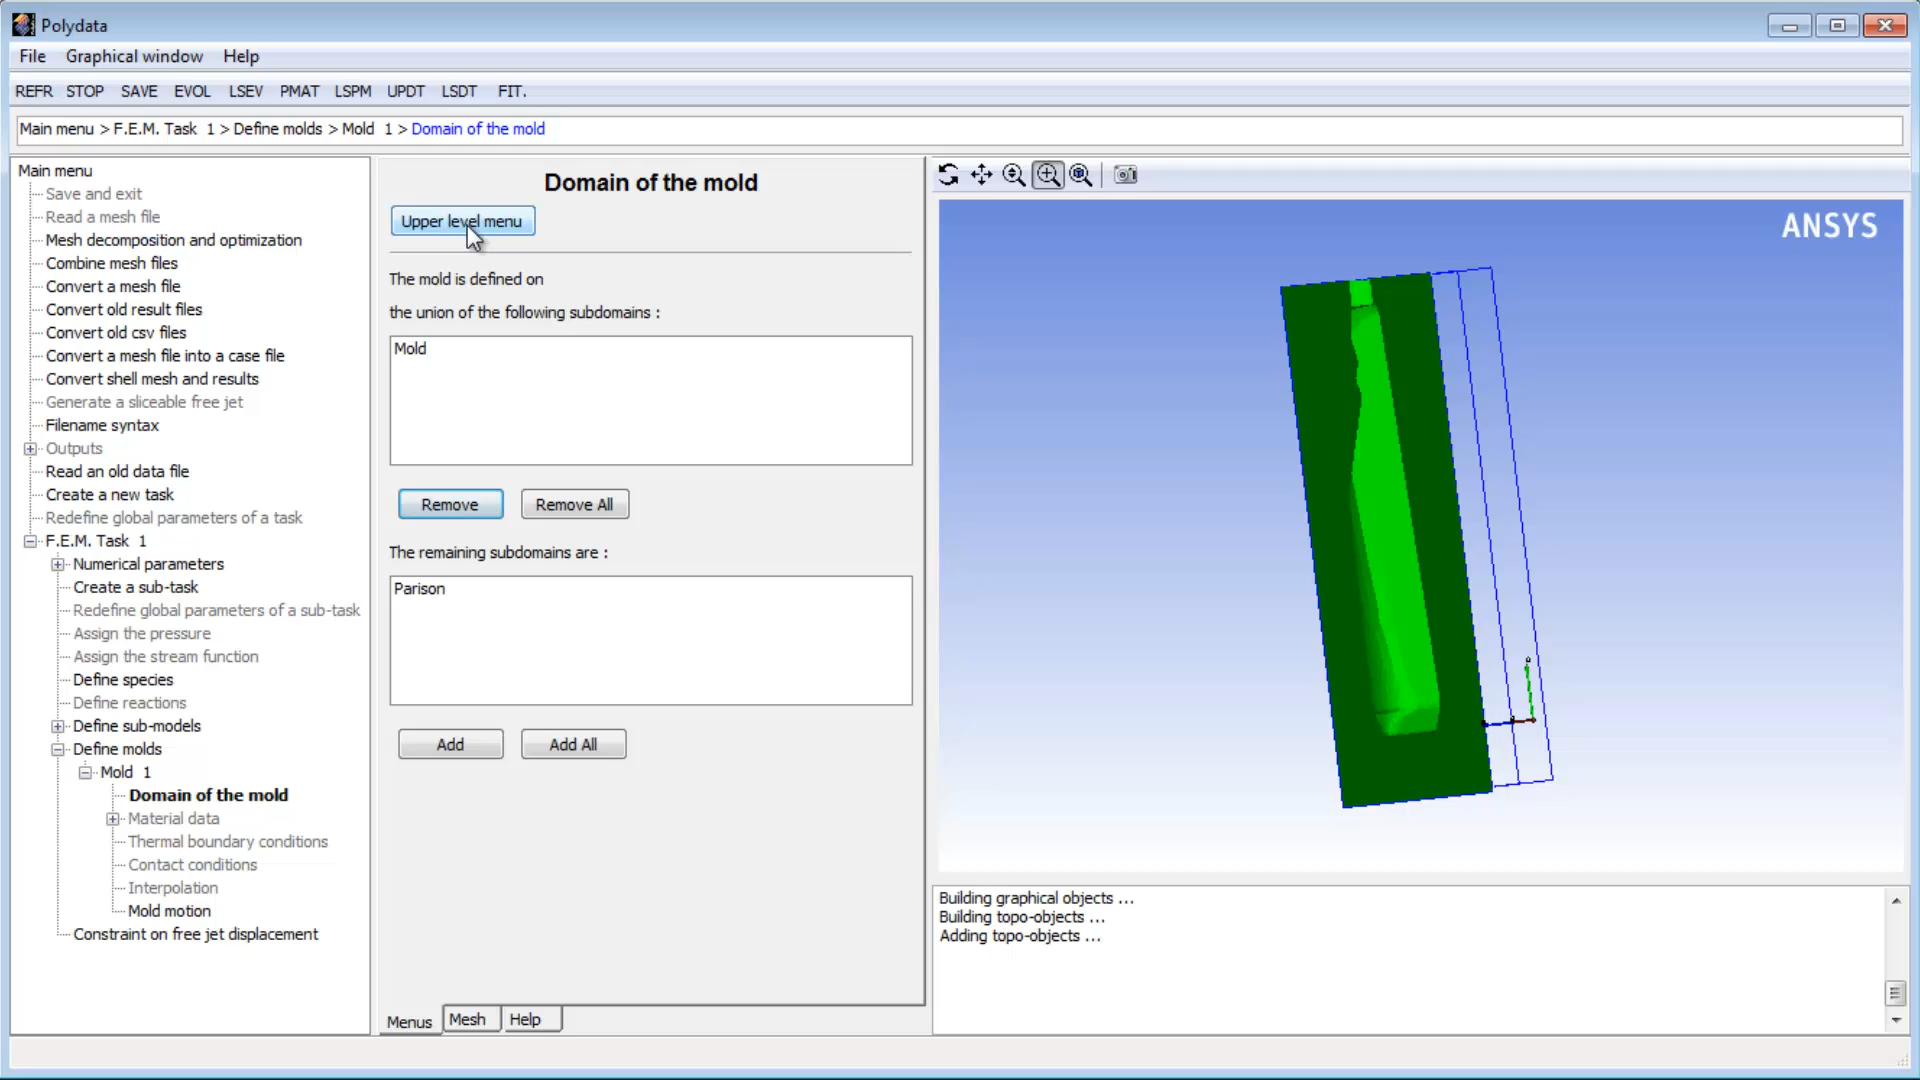 Polydata
File Graphical window Help
REFR STOP SAVE EVOL LSEV PMAT LSPM UPDT LSDT FIT.
Main menu > F.E.M. Task 1 > Define molds > Mold 1 > Domain of the mold
Main menu
Save and exit
Read a mesh file
Mesh decomposition and optimization
Combine mesh files
Convert a mesh file
Convert old result files
Convert old csv files
Convert a mesh file into a case file
Convert shell mesh and results
Generate a sliceable free jet
Filename syntax
Outputs
Read an old data file
Create a new task
Redefine global parameters of a task
F.E.M. Task 1
Numerical parameters
Create a sub-task
Redefine global parameters of a sub-task
Assign the pressure
Assign the stream function
Define species
Define reactions
Define sub-models
Define molds
Mold 1
Domain of the mold
Material data
Thermal boundary conditions
Contact conditions
Interpolation
Mold motion
Constraint on free jet displacement
Domain of the mold
Upper level menu
The mold is defined on
the union of the following subdomains :
Mold
Remove Remove All
The remaining subdomains are :
Parison
Add Add All
Menus Mesh Help
ANSYS
Building graphical objects ...
Building topo-objects ...
Adding topo-objects ...